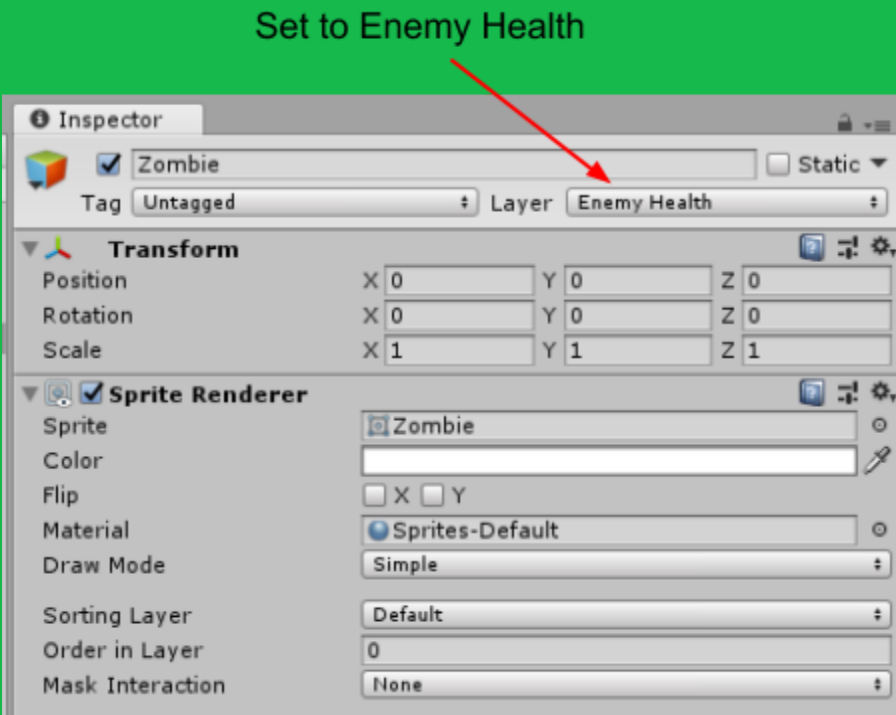 Set to Enemy Health
Inspector
Zombie Static
Tag Untagged Layer Enemy Health
Transform
Position X 0 Y 0 Z 0
Rotation X 0 Y 0 Z 0
Scale X 1 Y 1 Z 1
Sprite Renderer
Sprite Zombie
Color
Flip X Y
Material Sprites-Default
Draw Mode Simple
Sorting Layer Default
Order in Layer 0
Mask Interaction None